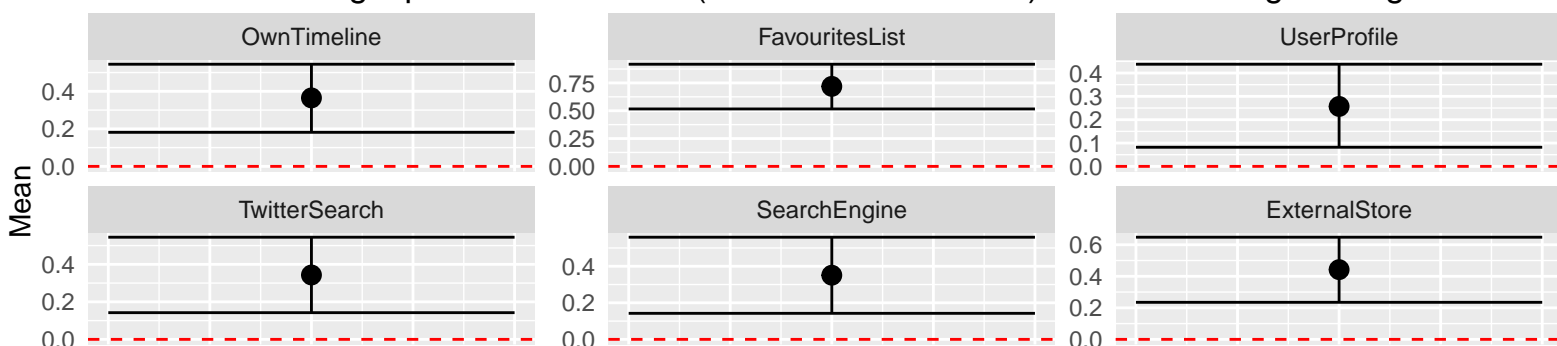 OwnTimeline FavouritesList UserProfile
0.4 0.75 0.4
0.2 0.50 0.3
0.0 0.25 0.2
0.00 0.1
0.0
Mean
TwitterSearch SearchEngine ExternalStore
0.4 0.4 0.6
0.2 0.2 0.4
0.0 0.0 0.2
0.0